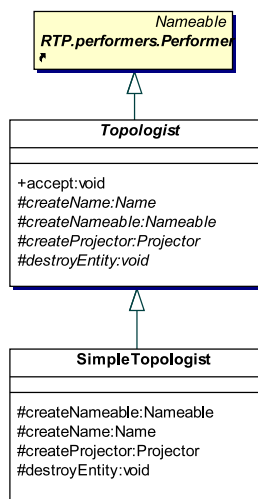 Nameable
RTP.performers.Performer
Topologist
+accept:void
#createName:Name
#createNameable:Nameable
#createProjector:Projector
#destroyEntity:void
SimpleTopologist
#createNameable:Nameable
#createName:Name
#createProjector:Projector
#destroyEntity:void